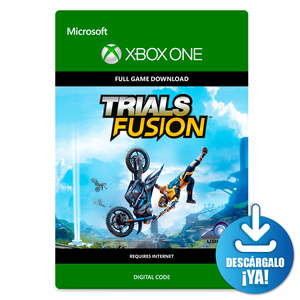 Microsoft
XBOX ONE
FULL GAME DOWNLOAD
TRIALS
FUSION
REQUIRES INTERNET
DIGITAL CODE
DESCÁRGALO
¡YA!